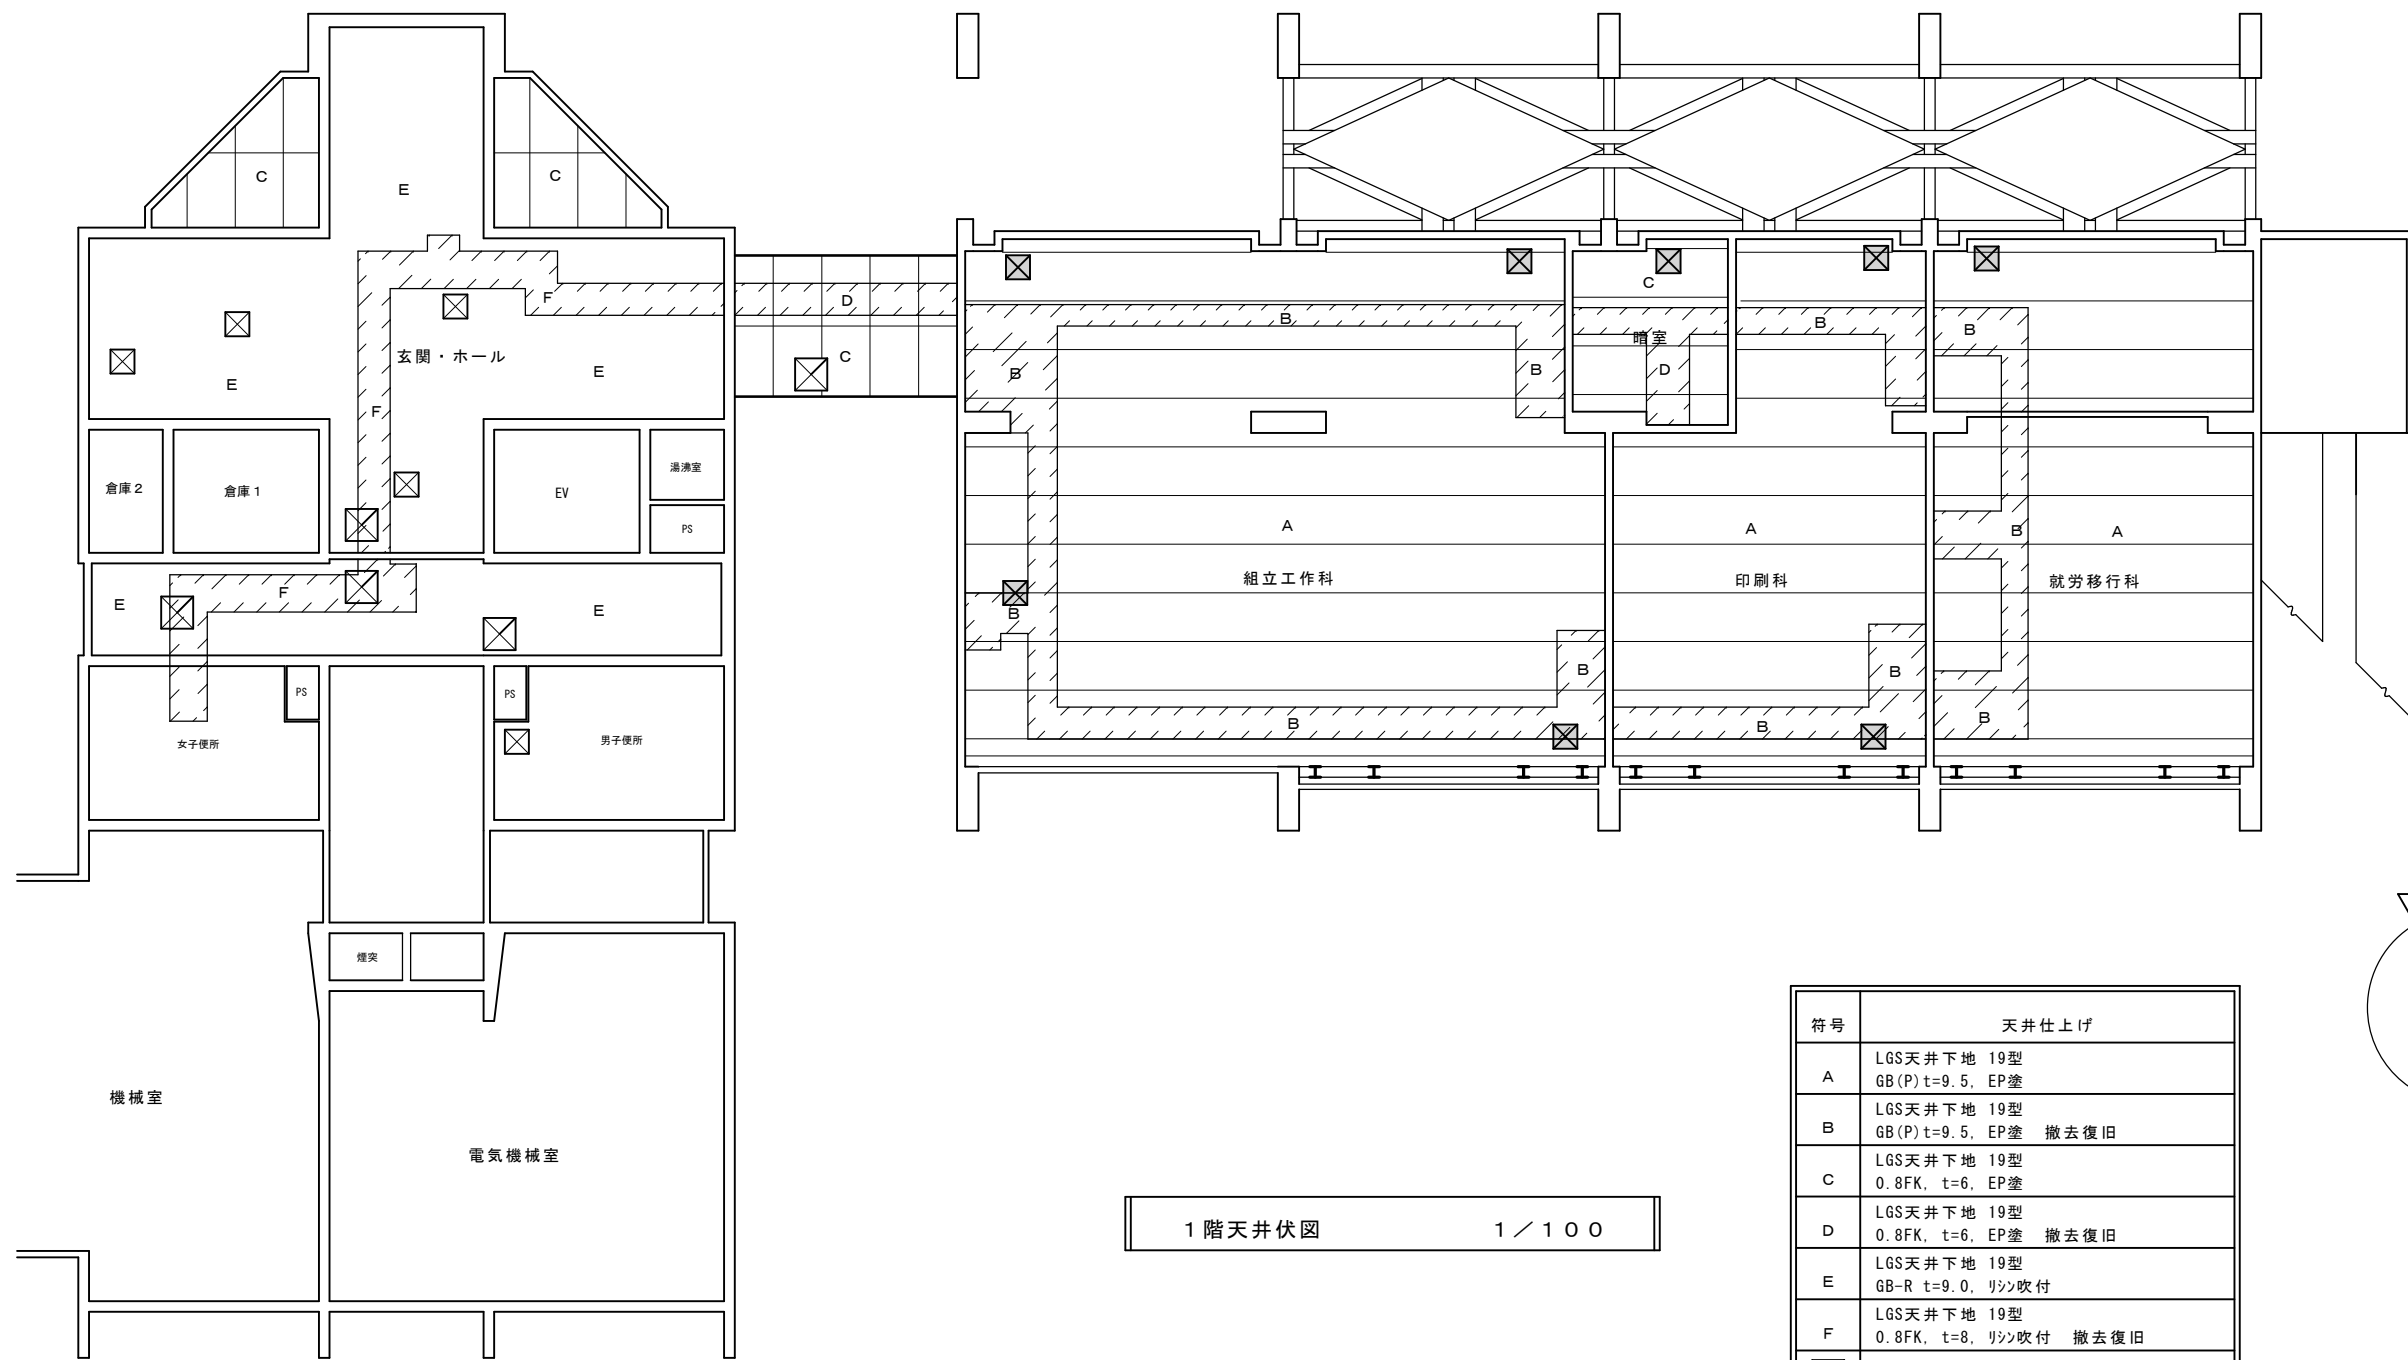 C
C
E
F
D
C
B
B
B
B
B
B
暗室
D
玄関・ホール
E
E
F
倉庫２
倉庫１
EV
湯沸室
PS
A
A
A
組立工作科
印刷科
就労移行科
E
F
E
B
B
B
B
B
B
B
PS
PS
女子便所
男子便所
煙突
機械室
電気機械室
１階天井伏図　１／１００
符号　天井仕上げ
A
LGS天井下地 19型
GB(P)t=9.5, EP塗
B
LGS天井下地 19型
GB(P)t=9.5, EP塗　撤去復旧
C
LGS天井下地 19型
0.8FK, t=6, EP塗
D
LGS天井下地 19型
0.8FK, t=6, EP塗　撤去復旧
E
LGS天井下地 19型
GB-R t=9.0, ﾘｼﾝ吹付
F
LGS天井下地 19型
0.8FK, t=8, ﾘｼﾝ吹付　撤去復旧